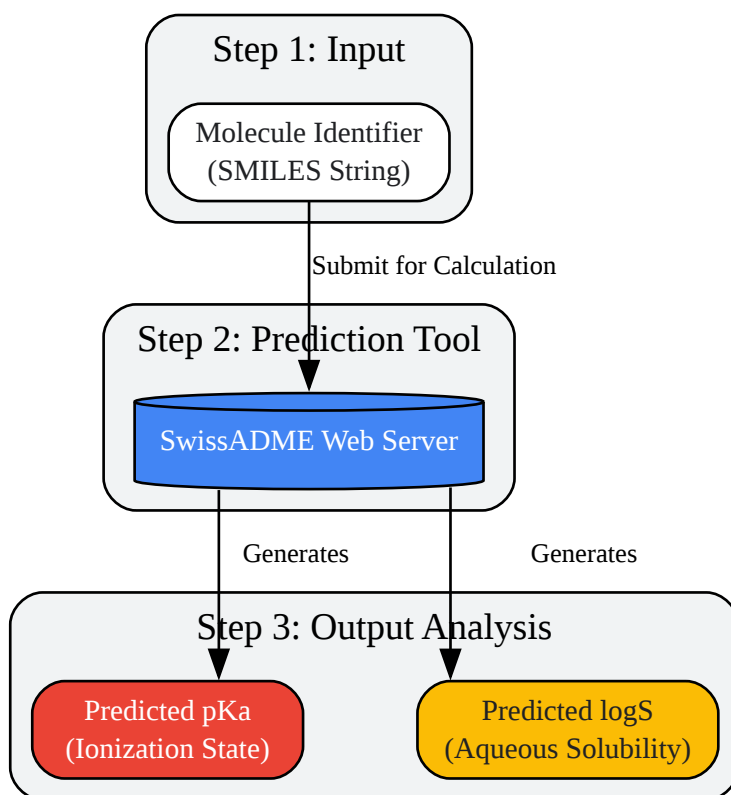 Step 1: Input
Molecule Identifier
(SMILES String)
Submit for Calculation
Step 2: Prediction Tool
SwissADME Web Server
Generates
Generates
Step 3: Output Analysis
Predicted pKa
(Ionization State)
Predicted logS
(Aqueous Solubility)